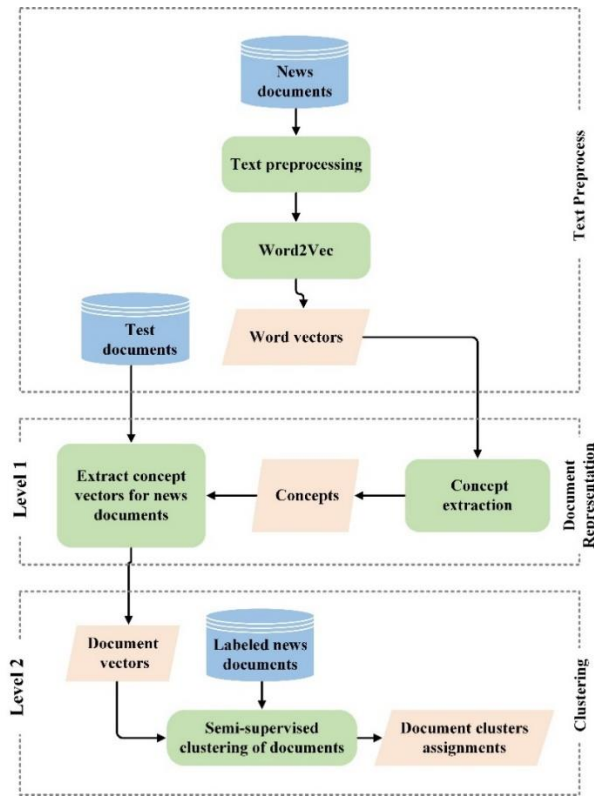 News
documents
Text preprocessing
Word2Vec
Word vectors
Test
documents
Text Preprocess
Level 1
Extract concept
vectors for news
documents
Concepts
Concept
extraction
Document
Representation
Level 2
Document
vectors
Labeled news
documents
Semi-supervised
clustering of documents
Document clusters
assignments
Clustering